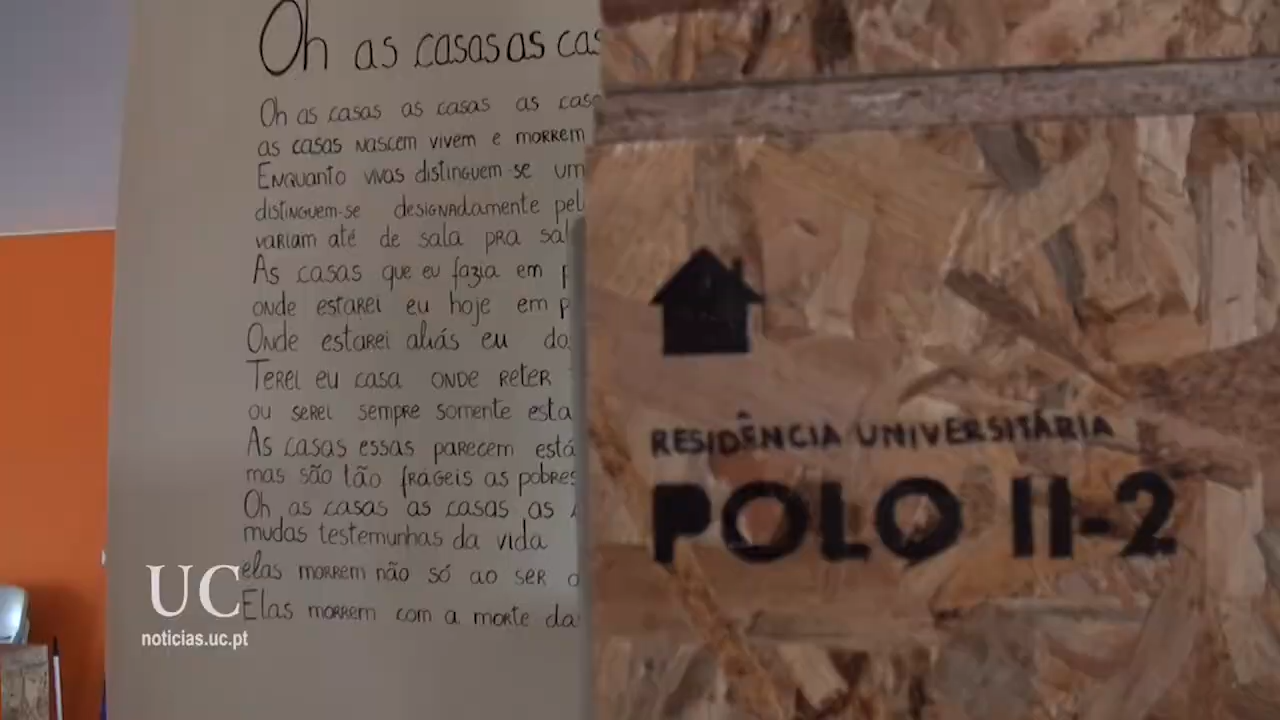 Oh as casas as cas
Oh as casas as casas as cas
as casas nascem vivem e morrem
Enquanto vivas distinguem-se um
distinguem-se designadamente pel
variam até de sala pra sal
As casas que eu fazia em p
onde estarei eu hoje em p
Onde estarei aliás eu do
Terei eu casa onde reter
ou serei sempre somente esta
As casas essas parecem está
mas são tão frágeis as pobres
Oh as casas as casas as
mudas testemunhas da vida
elas morrem não só ao ser d
Elas morrem com a morte da
UC
noticias.uc.pt
RESIDÊNCIA UNIVERSITÁRIA
POLO II-2